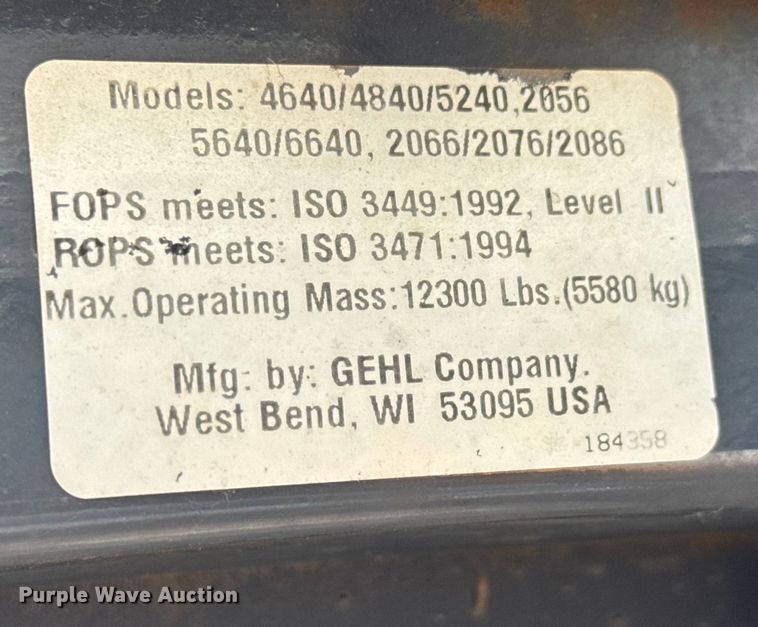 Models: 4640/4840/5240,2056
5640/6640, 2066/2076/2086
FOPS meets: ISO 3449:1992, Level II
ROPS meets: ISO 3471:1994
Max.Operating Mass:12300 Lbs.(5580 kg)
Mfg: by: GEHL Company.
West Bend, WI 53095 USA
184358
Purple Wave Auction